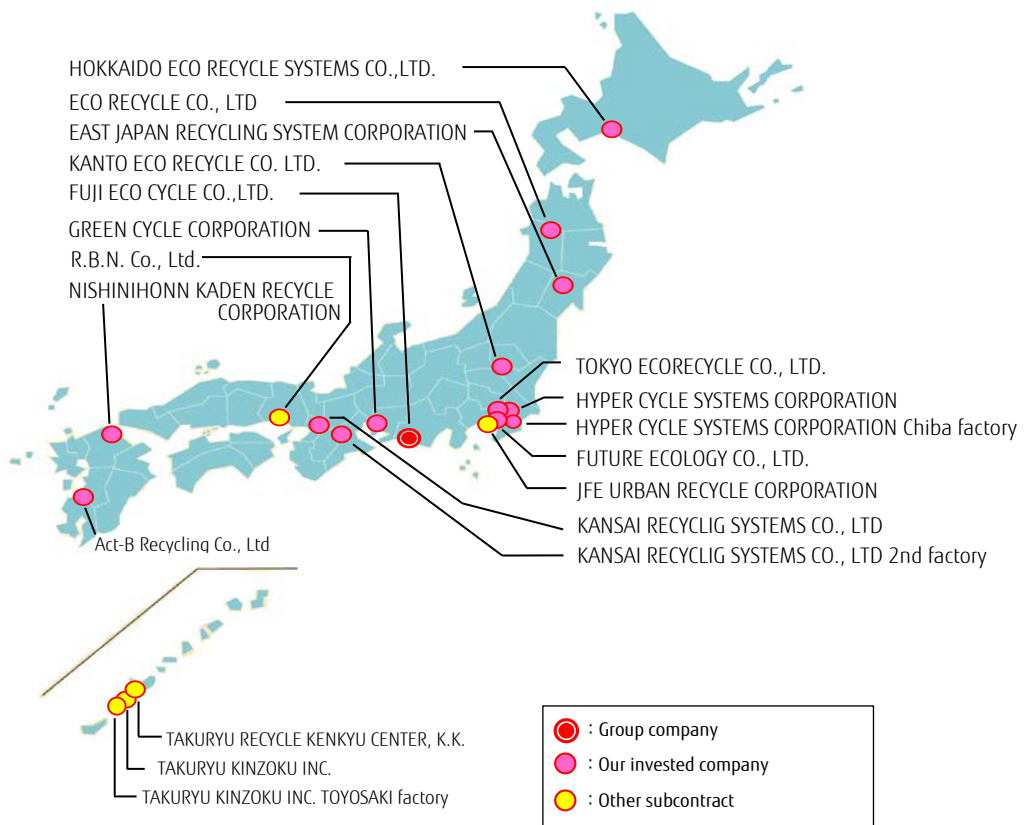 HOKKAIDO ECO RECYCLE SYSTEMS CO.,LTD.
ECO RECYCLE CO., LTD
EAST JAPAN RECYCLING SYSTEM CORPORATION
KANTO ECO RECYCLE CO. LTD.
FUJI ECO CYCLE CO.,LTD.
GREEN CYCLE CORPORATION
R.B.N. Co., Ltd.
NISHINIHONN KADEN RECYCLE
CORPORATION
TOKYO ECORECYCLE CO., LTD.
HYPER CYCLE SYSTEMS CORPORATION
HYPER CYCLE SYSTEMS CORPORATION Chiba factory
FUTURE ECOLOGY CO., LTD.
JFE URBAN RECYCLE CORPORATION
KANSAI RECYCLIG SYSTEMS CO., LTD
KANSAI RECYCLIG SYSTEMS CO., LTD 2nd factory
Act-B Recycling Co., Ltd
TAKURYU RECYCLE KENKYU CENTER, K.K.
TAKURYU KINZOKU INC.
TAKURYU KINZOKU INC. TOYOSAKI factory
: Group company
: Our invested company
: Other subcontract